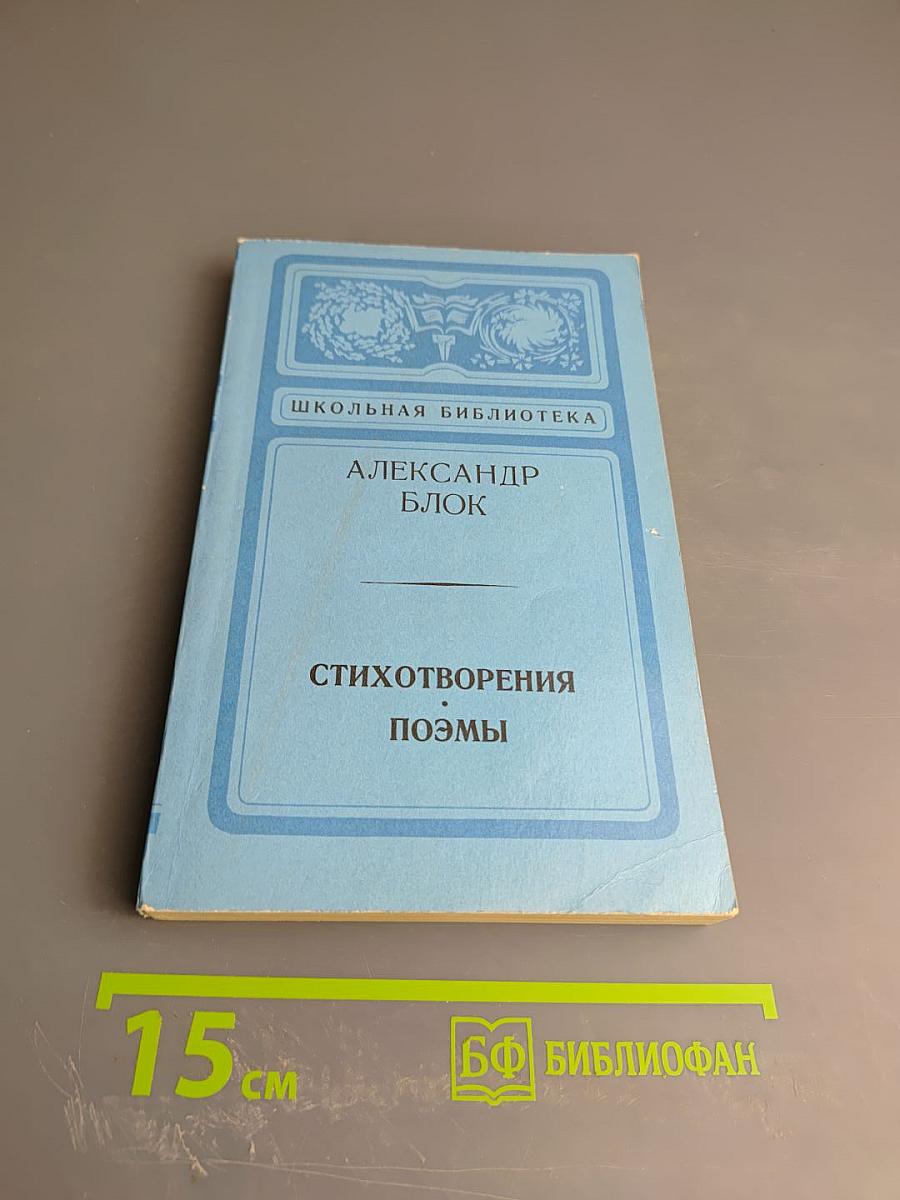 ШКОЛЬНАЯ БИБЛИОТЕКА
АЛЕКСАНДР
БЛОК
СТИХОТВОРЕНИЯ
•
ПОЭМЫ
15 см
БФ БИБЛИОФАН